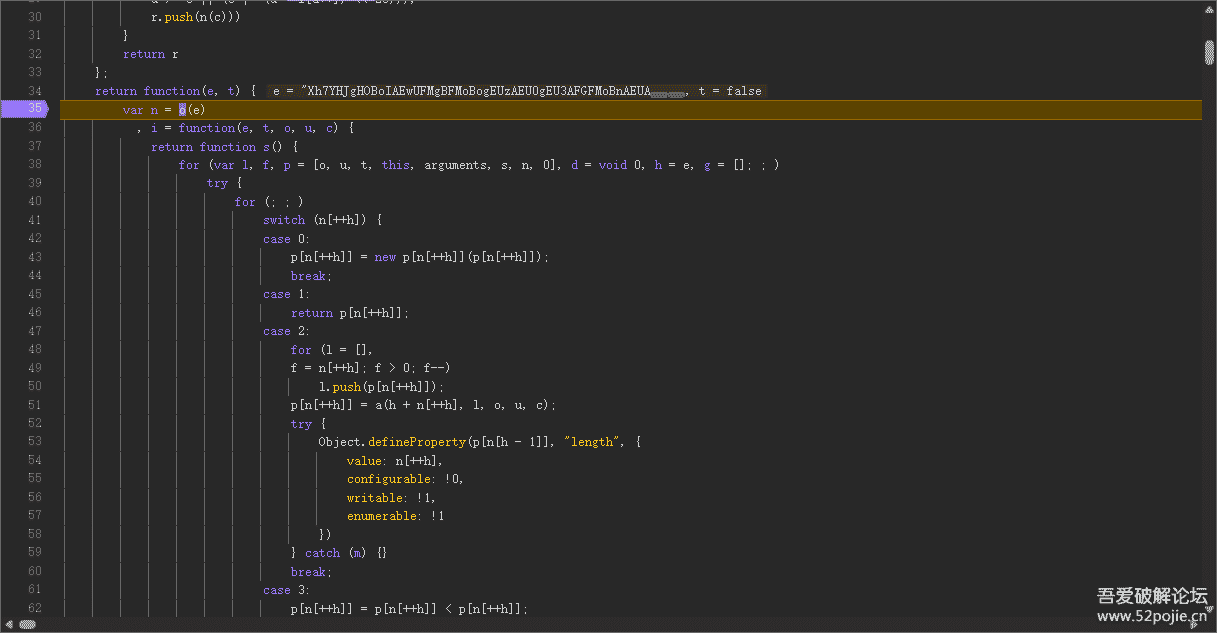 30 r.push(n(c)))
31 }
32 return r
33 };
34 return function(e, t) { e = "Xh7YHJgHOBoIAEwUFMgBFMoBogEUzAEUOgEU3AFGFMoBnAEUA , t = false
35 var n = o(e)
36 , i = function(e, t, o, u, c) {
37 return function s() {
38 for (var l, f, p = [o, u, t, this, arguments, s, n, 0], d = void 0, h = e, g = []; ; )
39 try {
40 for (; ; )
41 switch (n[++h]) {
42 case 0:
43 p[n[++h]] = new p[n[++h]](p[n[++h]]);
44 break;
45 case 1:
46 return p[n[++h]];
47 case 2:
48 for (l = [],
49 f = n[++h]; f > 0; f--)
50 l.push(p[n[++h]]);
51 p[n[++h]] = a(h + n[++h], l, o, u, c);
52 try {
53 Object.defineProperty(p[n[h - 1]], "length", {
54 value: n[++h],
55 configurable: !0,
56 writable: !1,
57 enumerable: !1
58 })
59 } catch (m) {}
60 break;
61 case 3:
62 p[n[++h]] = p[n[++h]] < p[n[++h]];
吾爱破解论坛
www.52pojie.cn